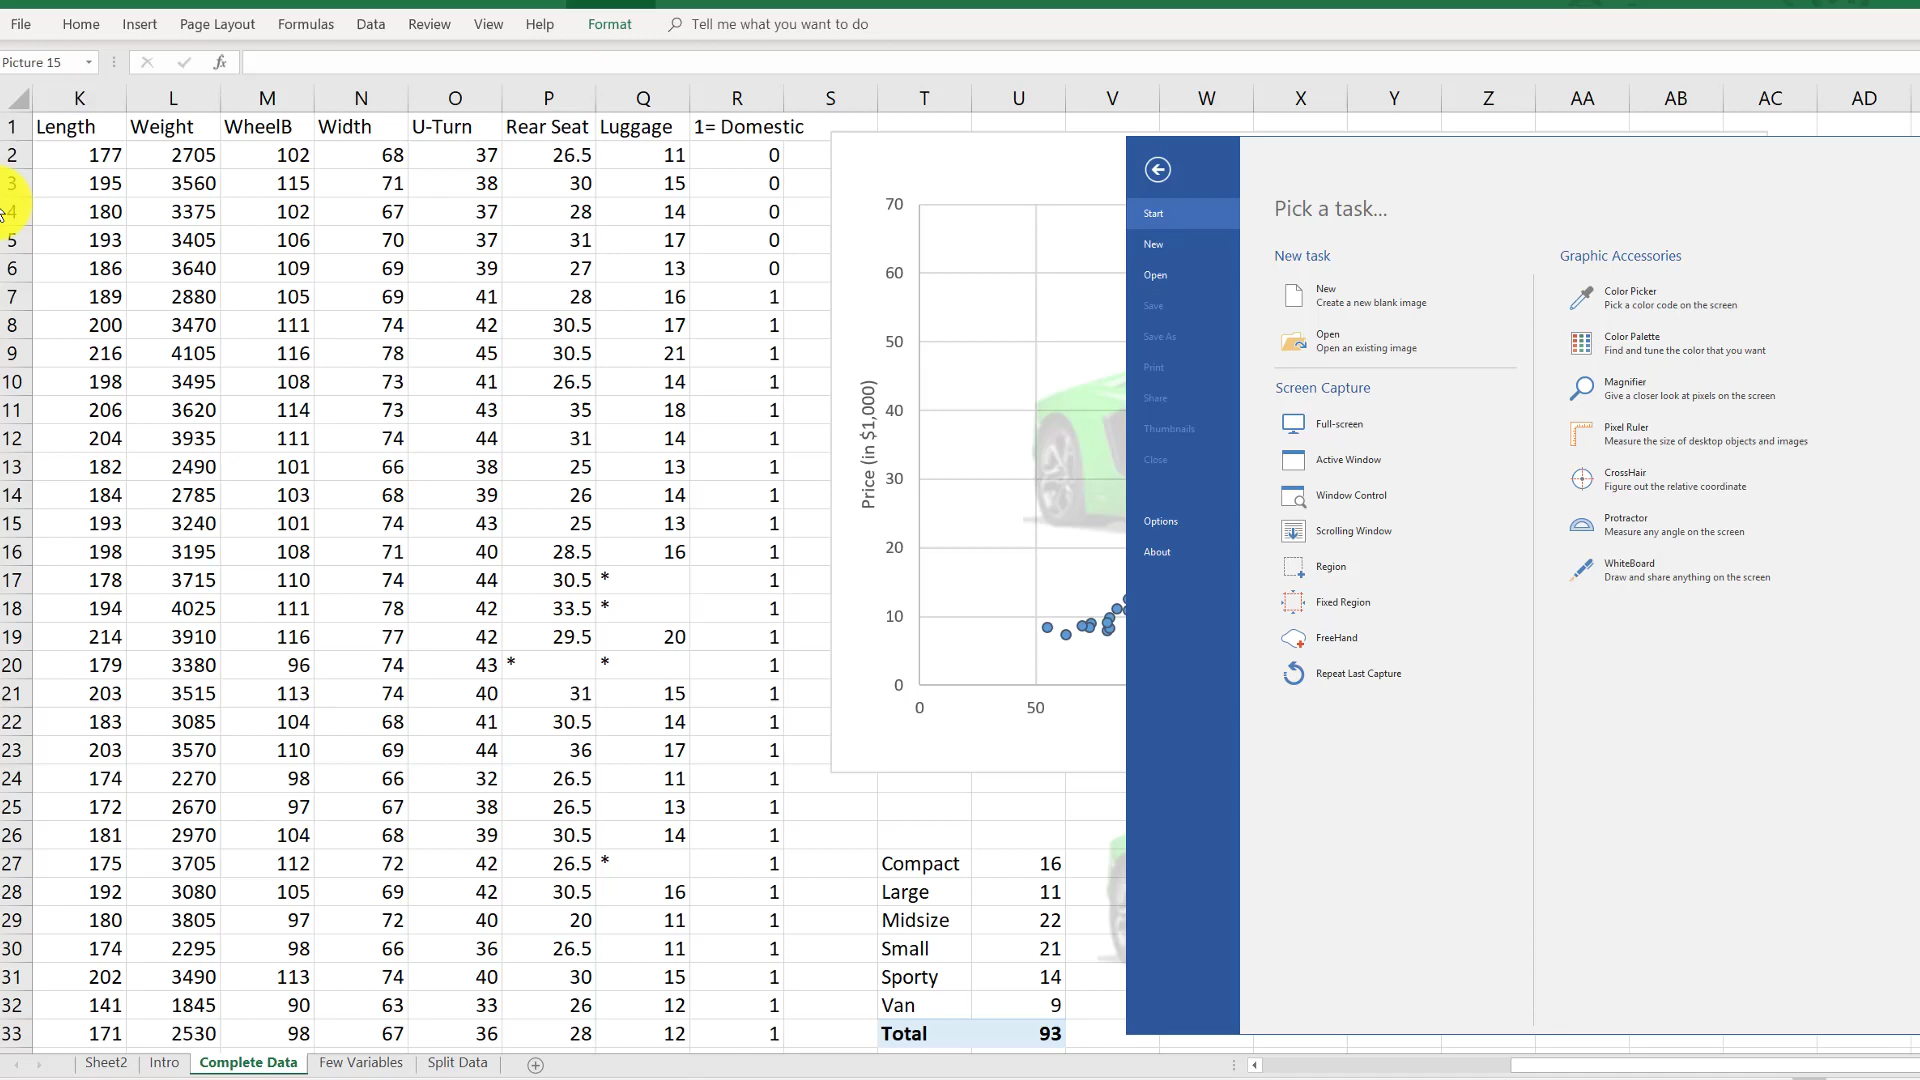 File Home Insert Page Layout Formulas Data Review View Help Format Tell me what you want to do
Picture 15 fx
K L M N O P Q R S T U V W X Y Z AA AB AC AD
1 Length Weight WheelB Width U-Turn Rear Seat Luggage 1= Domestic
2 177 2705 102 68 37 26.5 11 0
3 195 3560 115 71 38 30 15 0
4 180 3375 102 67 37 28 14 0
5 193 3405 106 70 37 31 17 0
6 186 3640 109 69 39 27 13 0
7 189 2880 105 69 41 28 16 1
8 200 3470 111 74 42 30.5 17 1
9 216 4105 116 78 45 30.5 21 1
10 198 3495 108 73 41 26.5 14 1
11 206 3620 114 73 43 35 18 1
12 204 3935 111 74 44 31 14 1
13 182 2490 101 66 38 25 13 1
14 184 2785 103 68 39 26 14 1
15 193 3240 101 74 43 25 13 1
16 198 3195 108 71 40 28.5 16 1
17 178 3715 110 74 44 30.5 * 1
18 194 4025 111 78 42 33.5 * 1
19 214 3910 116 77 42 29.5 20 1
20 179 3380 96 74 43 * * 1
21 203 3515 113 74 40 31 15 1
22 183 3085 104 68 41 30.5 14 1
23 203 3570 110 69 44 36 17 1
24 174 2270 98 66 32 26.5 11 1
25 172 2670 97 67 38 26.5 13 1
26 181 2970 104 68 39 30.5 14 1
27 175 3705 112 72 42 26.5 * 1
28 192 3080 105 69 42 30.5 16 1
29 180 3805 97 72 40 20 11 1
30 174 2295 98 66 36 26.5 11 1
31 202 3490 113 74 40 30 15 1
32 141 1845 90 63 33 26 12 1
33 171 2530 98 67 36 28 12 1
Price (in $1,000)
70
60
50
40
30
20
10
0
0 50
Compact 16
Large 11
Midsize 22
Small 21
Sporty 14
Van 9
Total 93
Start
New
Open
Save
Save As
Print
Share
Thumbnails
Close
Options
About
Pick a task...
New task
New
Create a new blank image
Open
Open an existing image
Screen Capture
Full-screen
Active Window
Window Control
Scrolling Window
Region
Fixed Region
FreeHand
Repeat Last Capture
Graphic Accessories
Color Picker
Pick a color code on the screen
Color Palette
Find and tune the color that you want
Magnifier
Give a closer look at pixels on the screen
Pixel Ruler
Measure the size of desktop objects and images
CrossHair
Figure out the relative coordinate
Protractor
Measure any angle on the screen
WhiteBoard
Draw and share anything on the screen
Sheet2 Intro Complete Data Few Variables Split Data